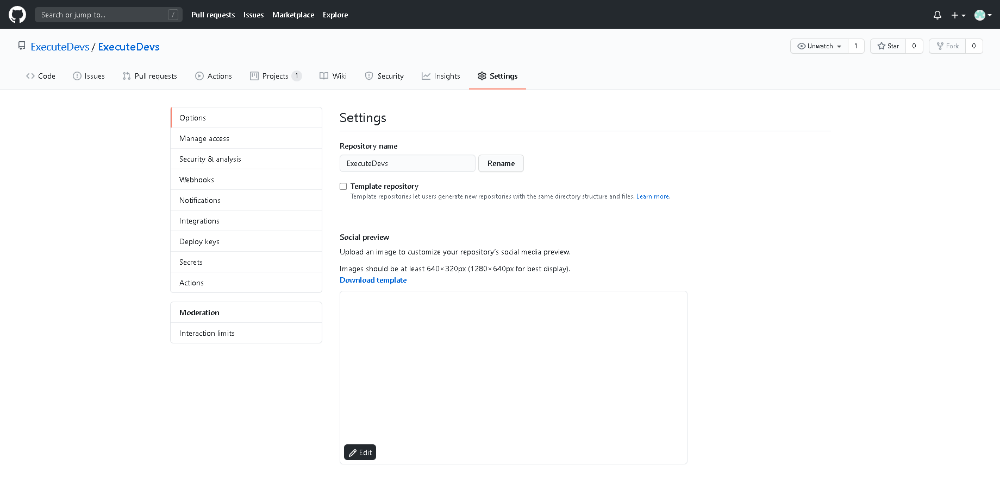 Search or jump to... /
Pull requests Issues Marketplace Explore
ExecuteDevs / ExecuteDevs
Unwatch 1 Star 0 Fork 0
Code Issues Pull requests Actions Projects 1 Wiki Security Insights Settings
Options
Manage access
Security & analysis
Webhooks
Notifications
Integrations
Deploy keys
Secrets
Actions
Moderation
Interaction limits
Settings
Repository name
ExecuteDevs Rename
Template repository
Template repositories let users generate new repositories with the same directory structure and files. Learn more.
Social preview
Upload an image to customize your repository's social media preview.
Images should be at least 640×320px (1280×640px for best display).
Download template
Edit